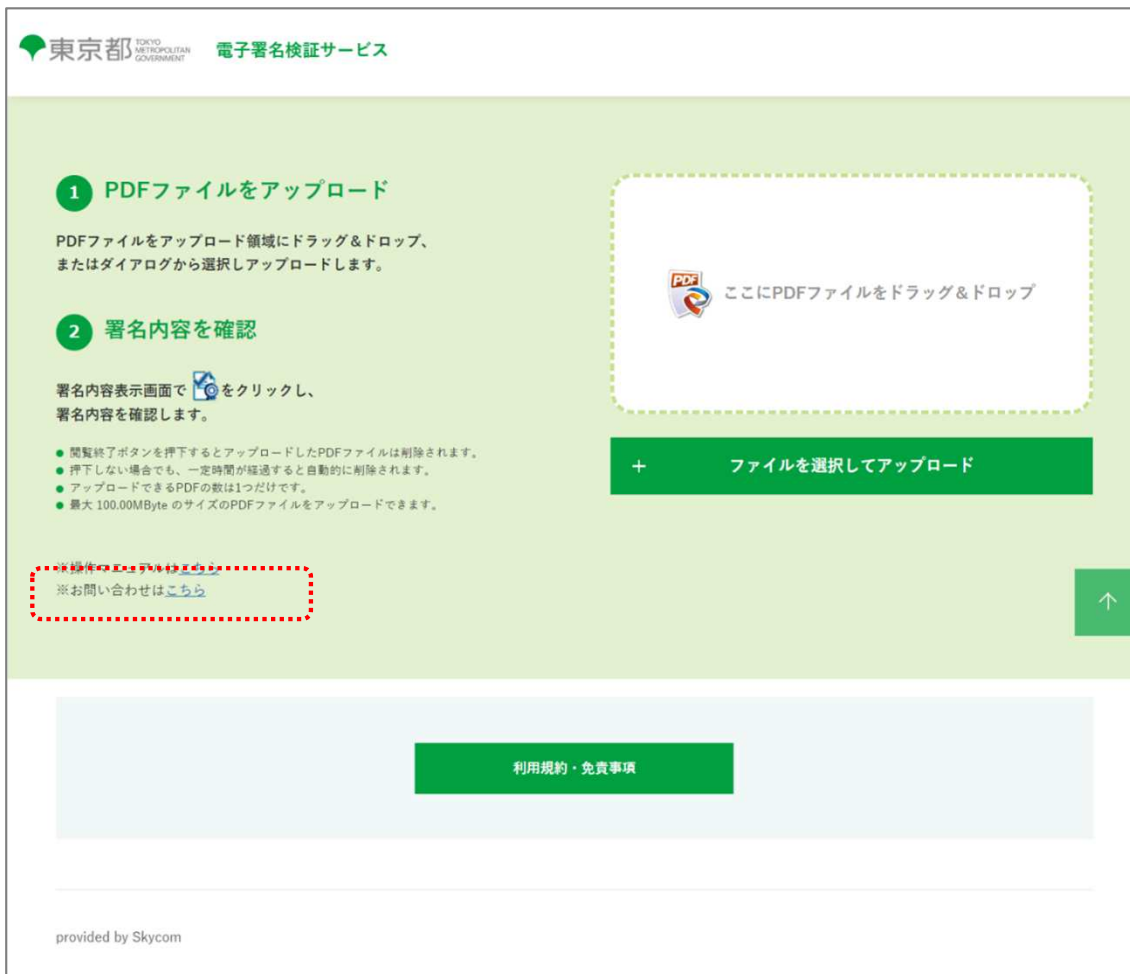 東京都 TOKYO METROPOLITAN GOVERNMENT 電子署名検証サービス
1 PDFファイルをアップロード
PDFファイルをアップロード領域にドラッグ&ドロップ、
またはダイアログから選択しアップロードします。
2 署名内容を確認
署名内容表示画面で をクリックし、
署名内容を確認します。
● 閲覧終了ボタンを押下するとアップロードしたPDFファイルは削除されます。
● 押下しない場合でも、一定時間が経過すると自動的に削除されます。
● アップロードできるPDFの数は1つだけです。
● 最大 100.00MByte のサイズのPDFファイルをアップロードできます。
※操作マニュアルはこちら
※お問い合わせはこちら
PDF ここにPDFファイルをドラッグ&ドロップ
+ ファイルを選択してアップロード
利用規約・免責事項
provided by Skycom